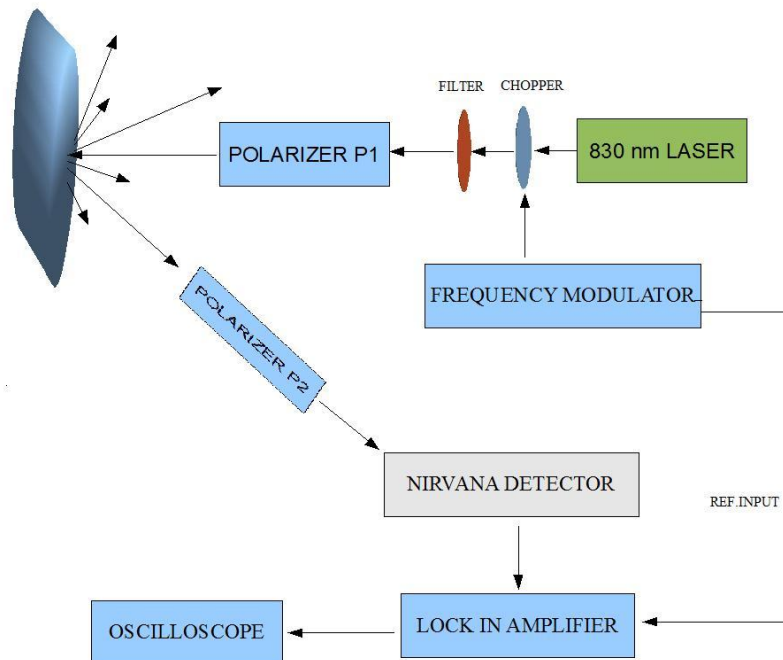 FILTER
CHOPPER
POLARIZER P1
830 nm LASER
FREQUENCY MODULATOR
POLARIZER P2
NIRVANA DETECTOR
REF.INPUT
OSCILLOSCOPE
LOCK IN AMPLIFIER